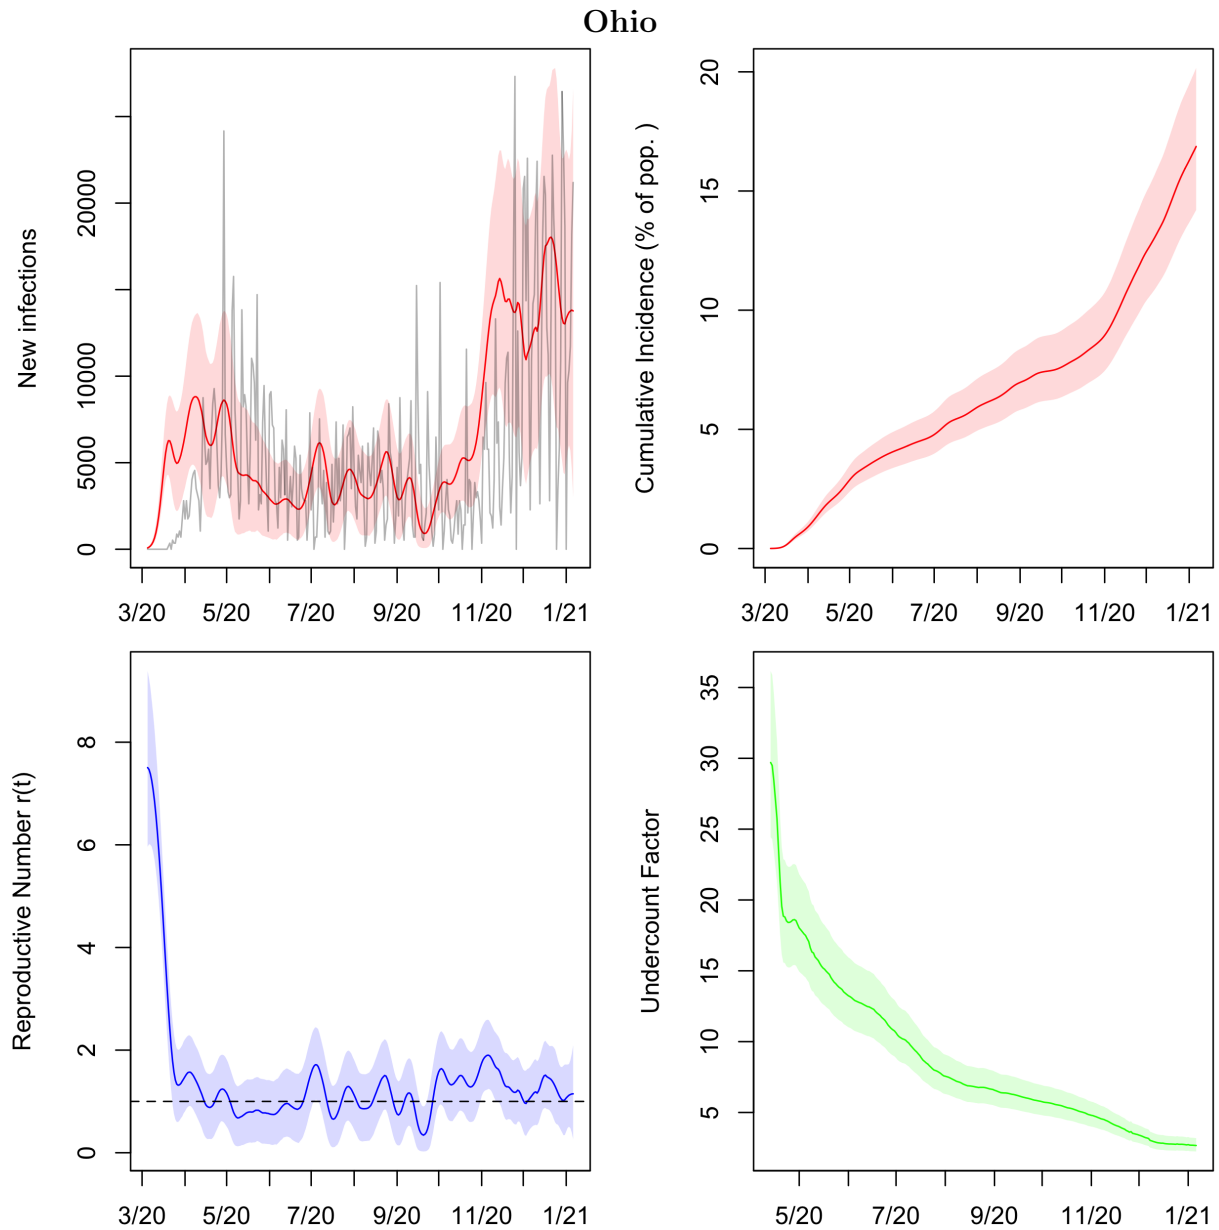 Ohio
New infections
0
5000
10000
20000
3/20 5/20 7/20 9/20 11/20 1/21
Cumulative Incidence (% of pop. )
0
5
10
15
20
3/20 5/20 7/20 9/20 11/20 1/21
Reproductive Number r(t)
0
2
4
6
8
3/20 5/20 7/20 9/20 11/20 1/21
Undercount Factor
5
10
15
20
25
30
35
5/20 7/20 9/20 11/20 1/21